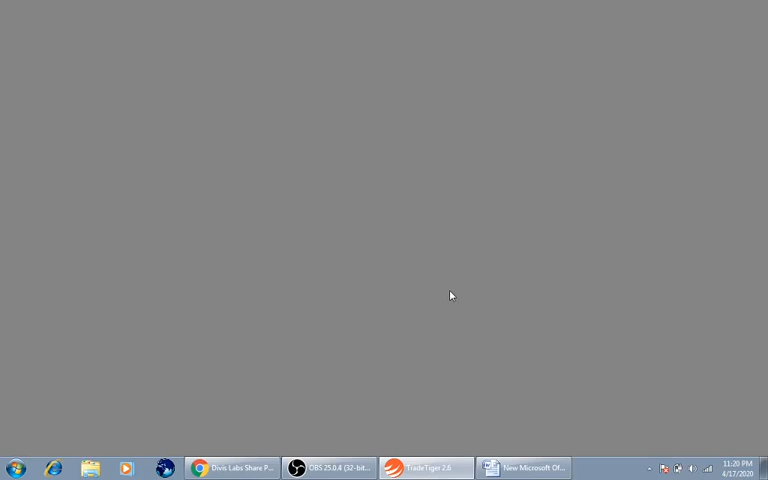 Divis Labs Share P...
OBS 25.0.4 (32-bit...
TradeTiger 2.6
New Microsoft Of...
11:20 PM
4/17/2020